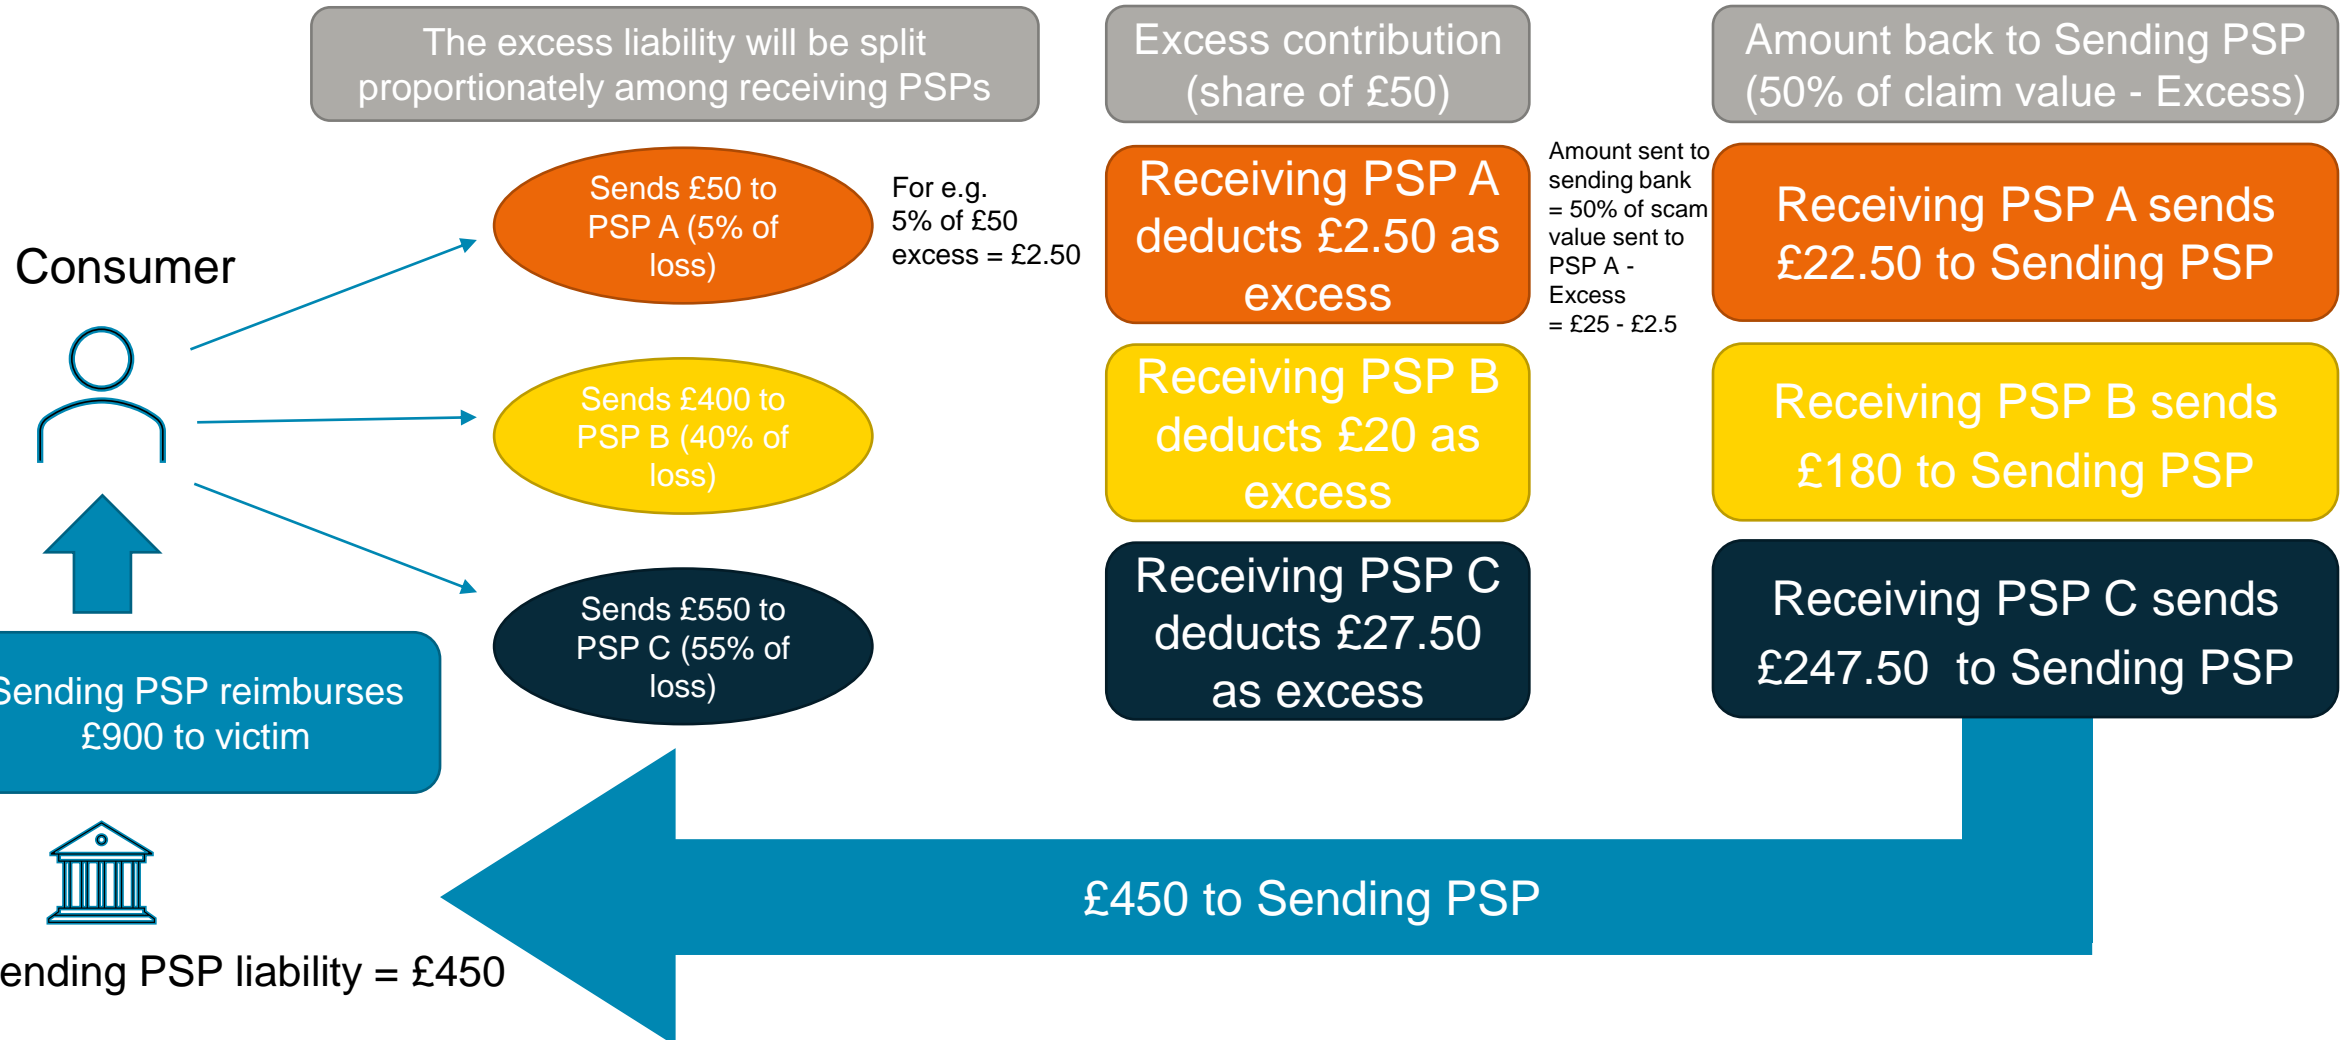 The excess liability will be split
proportionately among receiving PSPs
Excess contribution
(share of £50)
Amount back to Sending PSP
(50% of claim value - Excess)
Consumer
Sends £50 to
PSP A (5% of
loss)
For e.g.
5% of £50
excess = £2.50
Receiving PSP A
deducts £2.50 as
excess
Amount sent to
sending bank
= 50% of scam
value sent to
PSP A -
Excess
= £25 - £2.5
Receiving PSP A sends
£22.50 to Sending PSP
Sends £400 to
PSP B (40% of
loss)
Receiving PSP B
deducts £20 as
excess
Receiving PSP B sends
£180 to Sending PSP
Sends £550 to
PSP C (55% of
loss)
Receiving PSP C
deducts £27.50
as excess
Receiving PSP C sends
£247.50 to Sending PSP
Sending PSP reimburses
£900 to victim
£450 to Sending PSP
ending PSP liability = £450